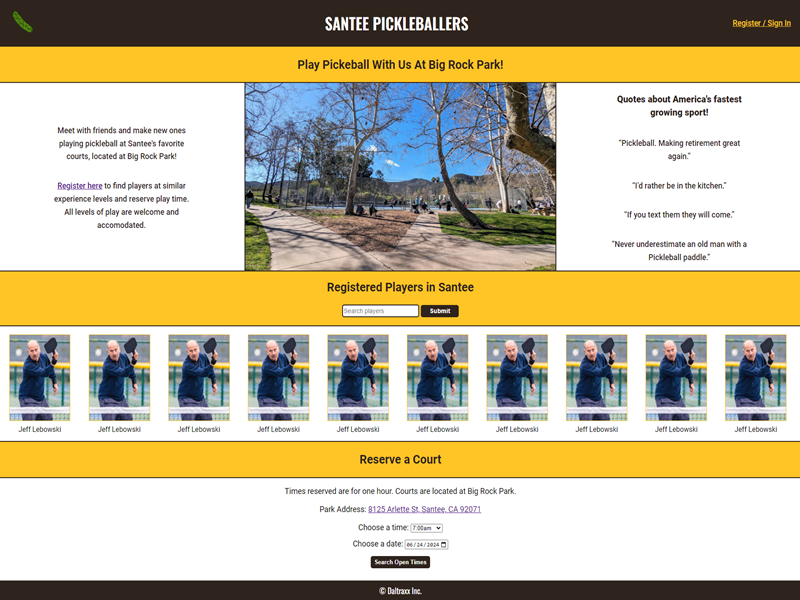 SANTEE PICKLEBALLERS
Register / Sign In
Play Pickeball With Us At Big Rock Park!
Meet with friends and make new ones
playing pickleball at Santee's favorite
courts, located at Big Rock Park!
Register here to find players at similar
experience levels and reserve play time.
All levels of play are welcome and
accomodated.
Quotes about America's fastest
growing sport!
"Pickleball. Making retirement great
again."
"I'd rather be in the kitchen."
"If you text them they will come."
"Never underestimate an old man with a
Pickleball paddle."
Registered Players in Santee
Search players
Submit
Jeff Lebowski
Jeff Lebowski
Jeff Lebowski
Jeff Lebowski
Jeff Lebowski
Jeff Lebowski
Jeff Lebowski
Jeff Lebowski
Jeff Lebowski
Jeff Lebowski
Reserve a Court
Times reserved are for one hour. Courts are located at Big Rock Park.
Park Address: 8125 Arlette St, Santee, CA 92071
Choose a time: 7:00am
Choose a date: 06/24/2024
Search Open Times
© Daltraxx Inc.